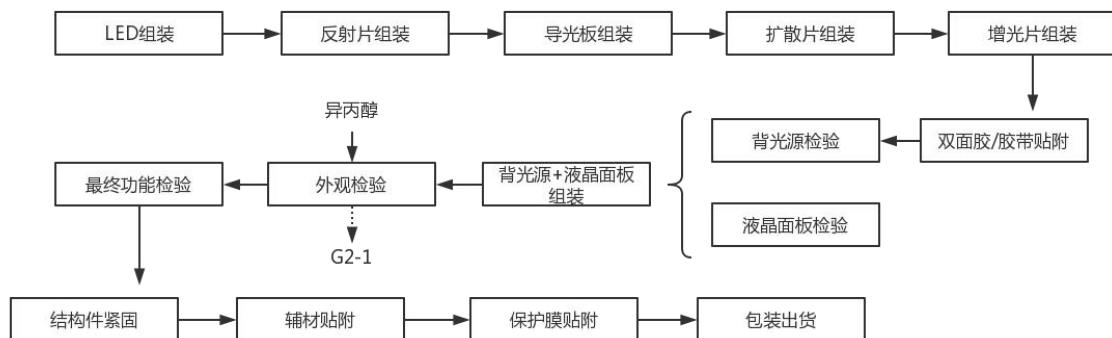 LED组装
反射片组装
导光板组装
扩散片组装
增光片组装
异丙醇
背光源检验
双面胶/胶带贴附
最终功能检验
外观检验
背光源+液晶面板
组装
液晶面板检验
G2-1
结构件紧固
辅材贴附
保护膜贴附
包装出货